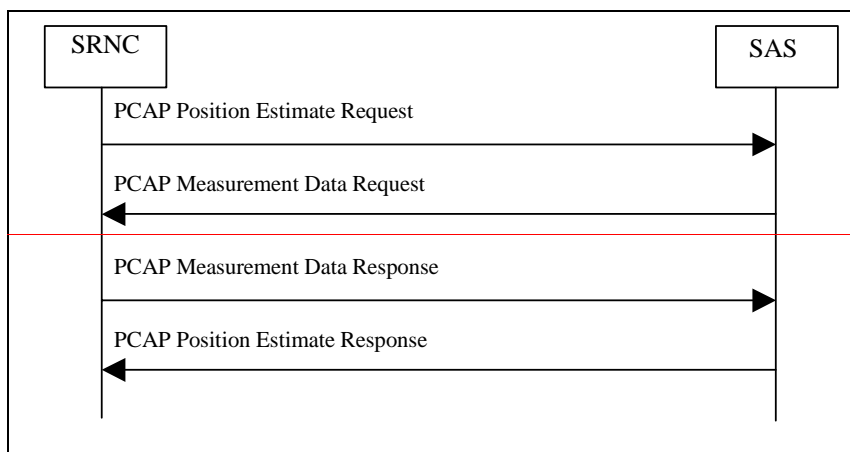 SRNC
SAS
PCAP Position Estimate Request
PCAP Measurement Data Request
PCAP Measurement Data Response
PCAP Position Estimate Response